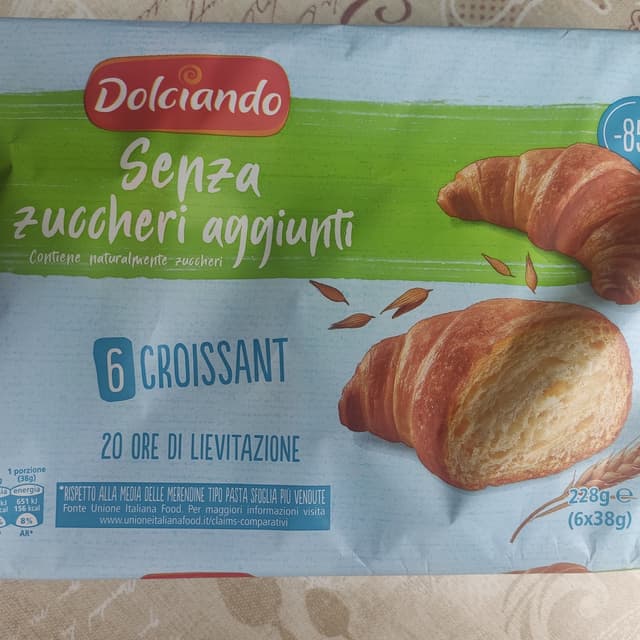 Dolciando
Senza
zuccheri aggiunti
Contiene naturalmente zuccheri
6 CROISSANT
20 ORE DI LIEVITAZIONE
1 porzione
(38g)
energia
651 kJ
156 kcal
8%
AR*
*RISPETTO ALLA MEDIA DELLE MERENDINE TIPO PASTA SFOGLIA PIÙ VENDUTE
Fonte Unione Italiana Food. Per maggiori informazioni visita
www.unioneitalianafood.it/claims-comparativi
228g e
(6x38g)